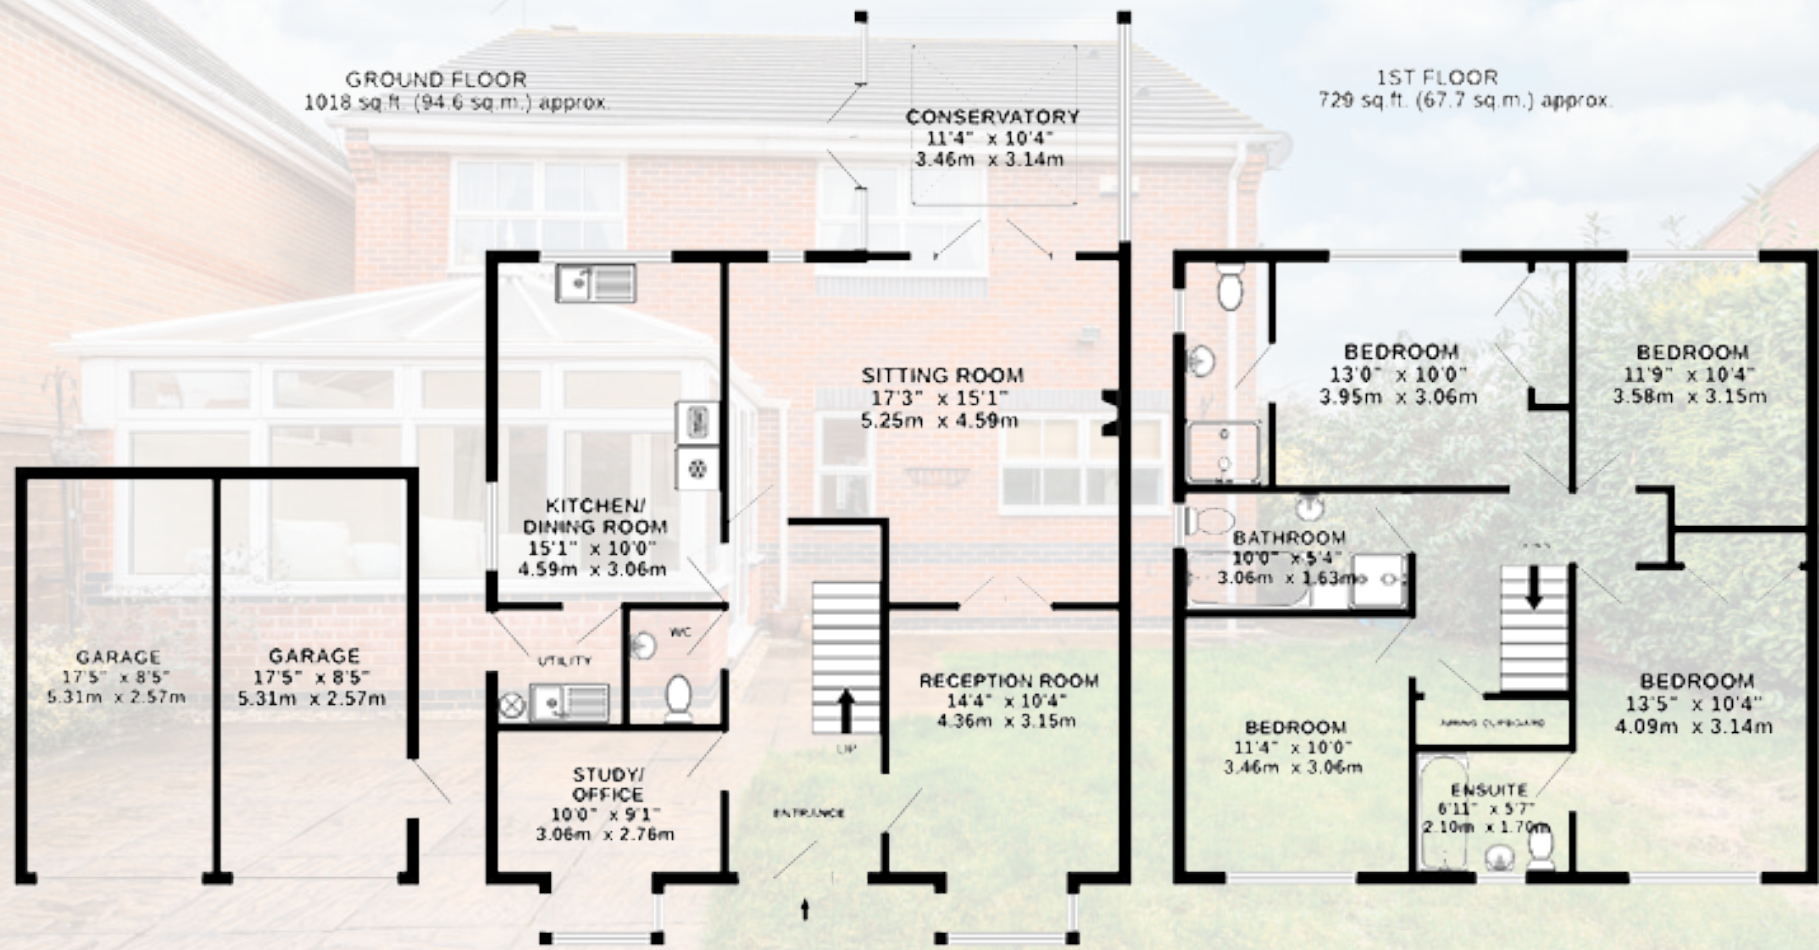 GROUND FLOOR
1018 sq.ft. (94.6 sq.m.) approx.
1ST FLOOR
729 sq.ft. (67.7 sq.m.) approx.
CONSERVATORY
11'4" x 10'4"
3.46m x 3.14m
SITTING ROOM
17'3" x 15'1"
5.25m x 4.59m
KITCHEN/
DINING ROOM
15'1" x 10'0"
4.59m x 3.06m
GARAGE
17'5" x 8'5"
5.31m x 2.57m
GARAGE
17'5" x 8'5"
5.31m x 2.57m
UTILITY
WC
STUDY/
OFFICE
10'0" x 9'1"
3.06m x 2.76m
UP
ENTRANCE
RECEPTION ROOM
14'4" x 10'4"
4.36m x 3.15m
BEDROOM
13'0" x 10'0"
3.95m x 3.06m
BEDROOM
11'9" x 10'4"
3.58m x 3.15m
BATHROOM
10'0" x 5'4"
3.06m x 1.63m
BEDROOM
11'4" x 10'0"
3.46m x 3.06m
AIRING CUPBOARD
ENSUITE
6'11" x 5'7"
2.10m x 1.70m
BEDROOM
13'5" x 10'4"
4.09m x 3.14m